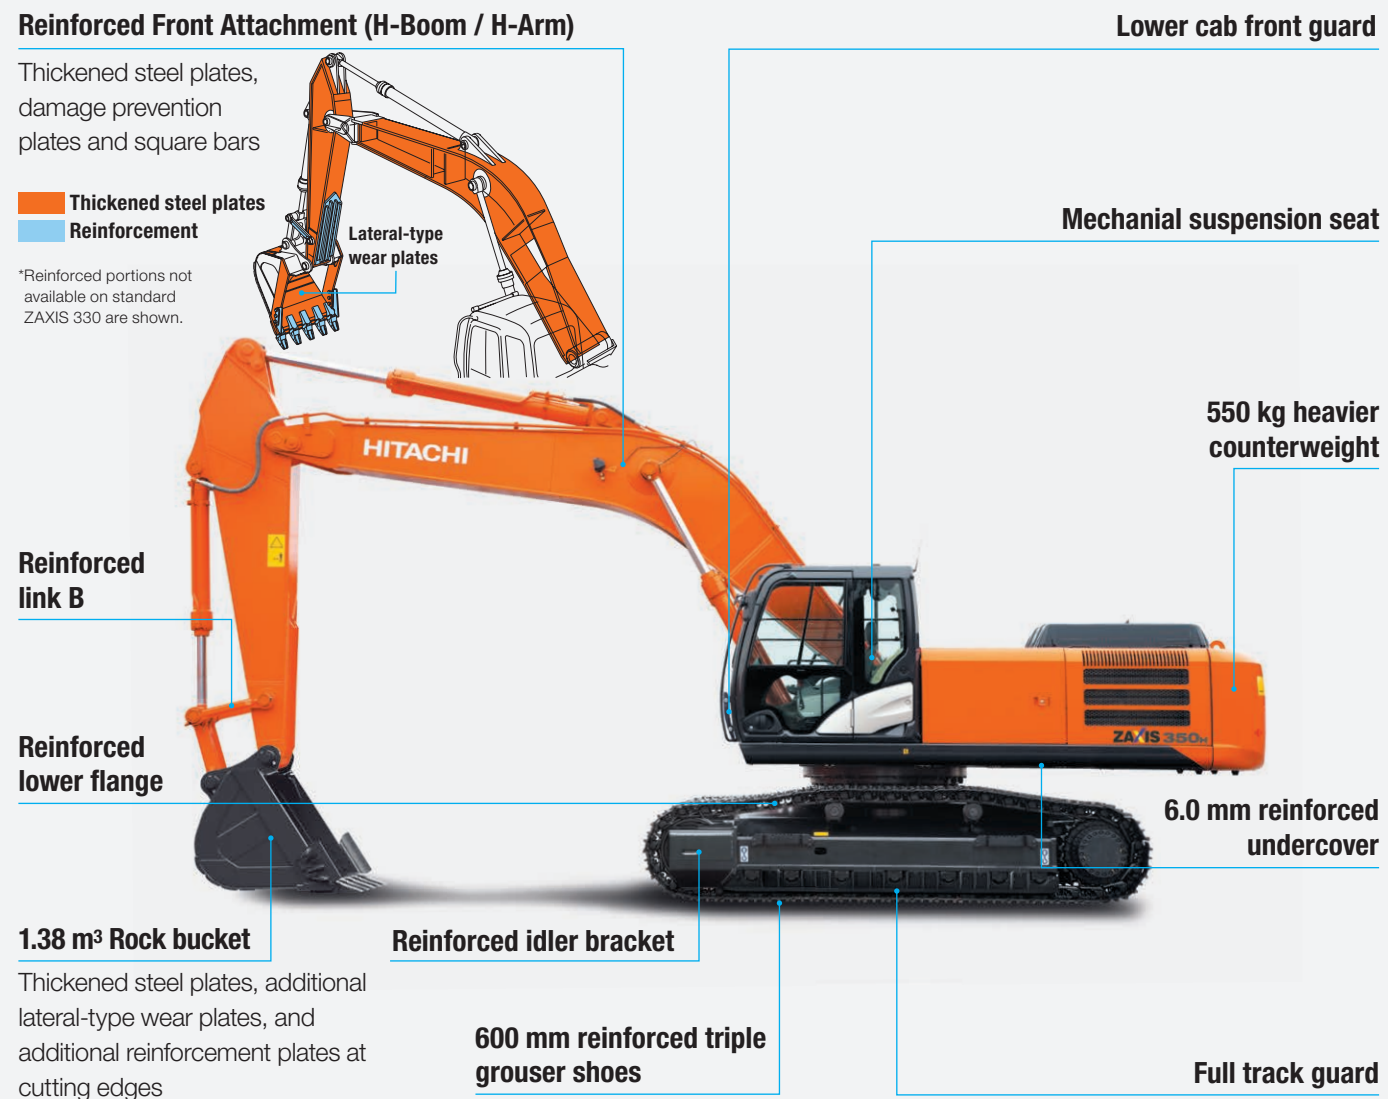 Reinforced Front Attachment (H-Boom / H-Arm)
Thickened steel plates,
damage prevention
plates and square bars
Thickened steel plates
Reinforcement
*Reinforced portions not
available on standard
ZAXIS 330 are shown.
Lateral-type
wear plates
Lower cab front guard
Mechanial suspension seat
550 kg heavier
counterweight
HITACHI
Reinforced
link B
ZAXIS 350H
Reinforced
lower flange
6.0 mm reinforced
undercover
1.38 m³ Rock bucket
Thickened steel plates, additional
lateral-type wear plates, and
additional reinforcement plates at
cutting edges
Reinforced idler bracket
600 mm reinforced triple
grouser shoes
Full track guard